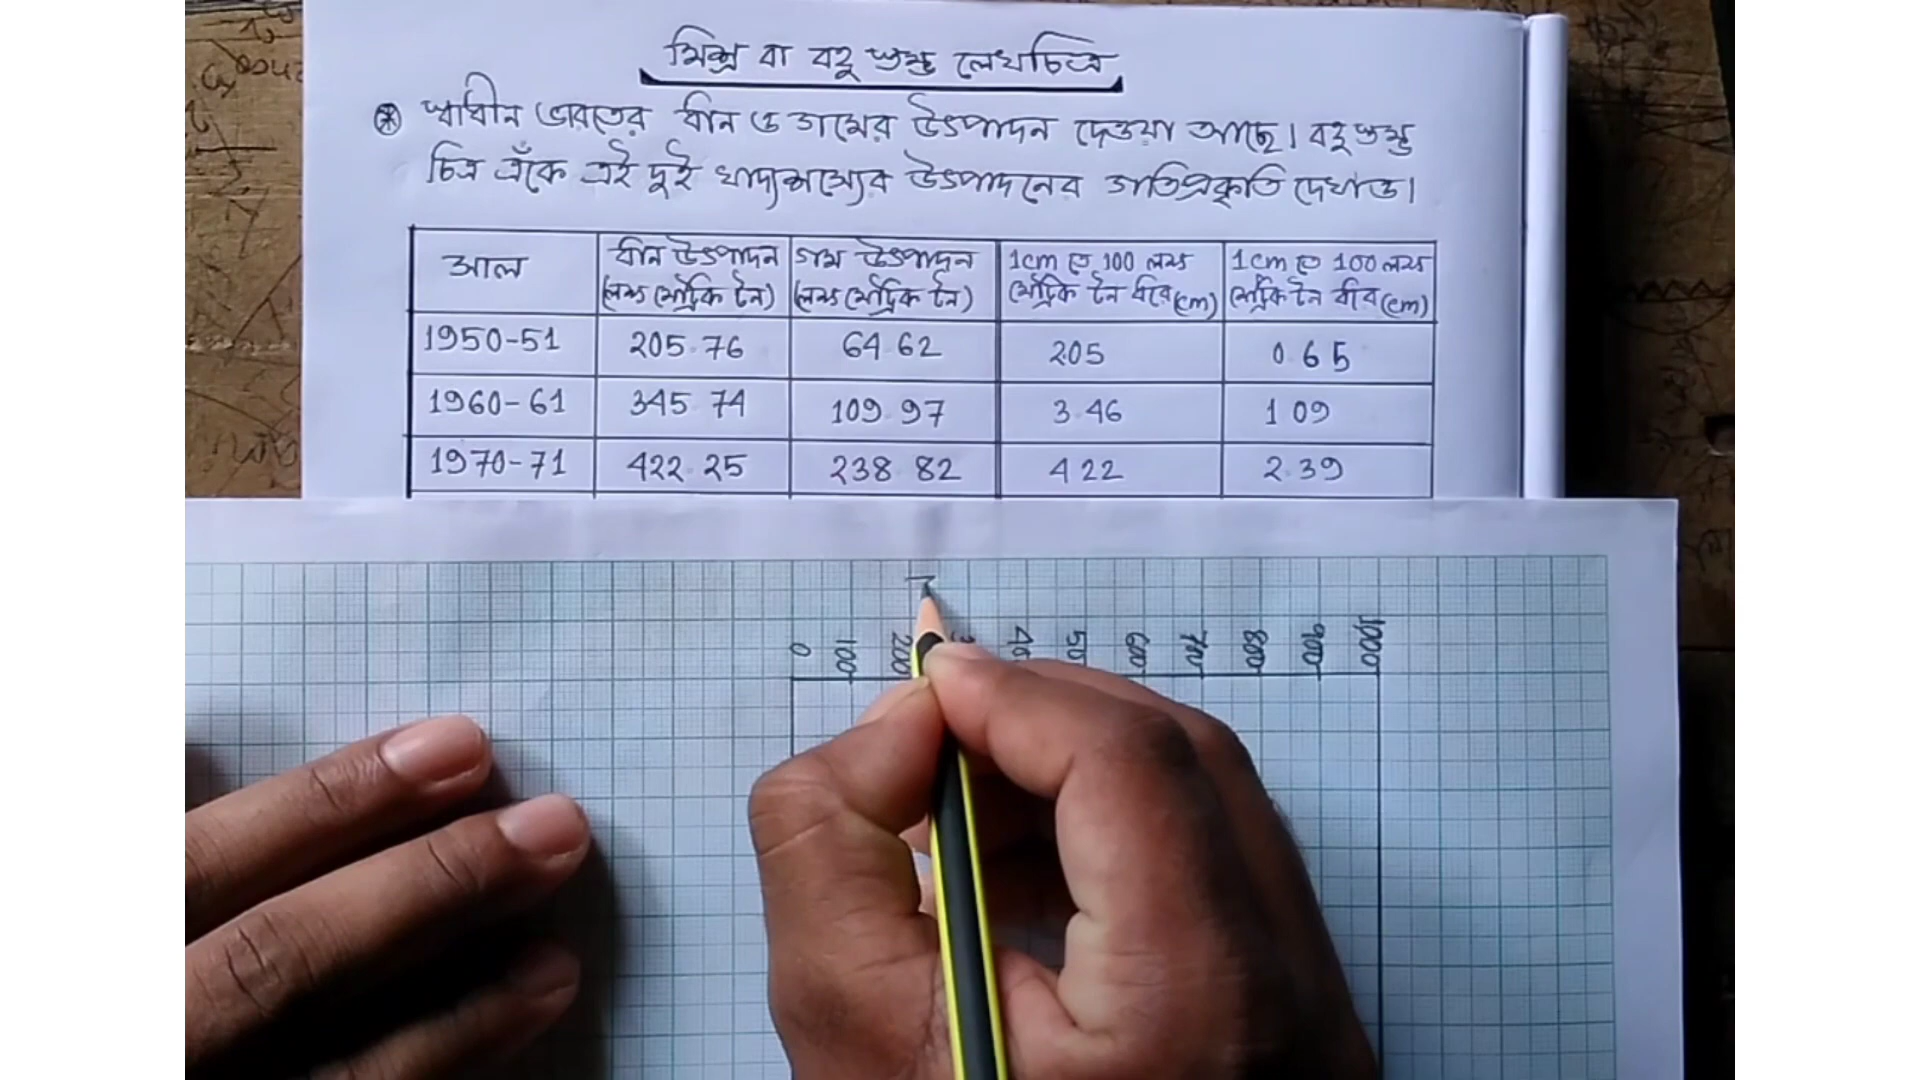 মিশ্র বা বহু স্তম্ভ লেখচিত্র
স্বাধীন ভারতের ধান ও গমের উৎপাদন দেওয়া আছে। বহু স্তম্ভ
চিত্র এঁকে এই দুই খাদ্যশস্যের উৎপাদনের গতিপ্রকৃতি দেখাও।
সাল ধান উৎপাদন (লক্ষ মেট্রিক টন) গম উৎপাদন (লক্ষ মেট্রিক টন) 1cm তে 100 লক্ষ মেট্রিক টন ধরে (cm) 1cm তে 100 লক্ষ মেট্রিক টন ধরে (cm)
1950-51 205.76 64.62 2.05 0.65
1960-61 345.74 109.97 3.46 1.09
1970-71 422.25 238.82 4.22 2.39
0 100 200 600 700 800 900 1000